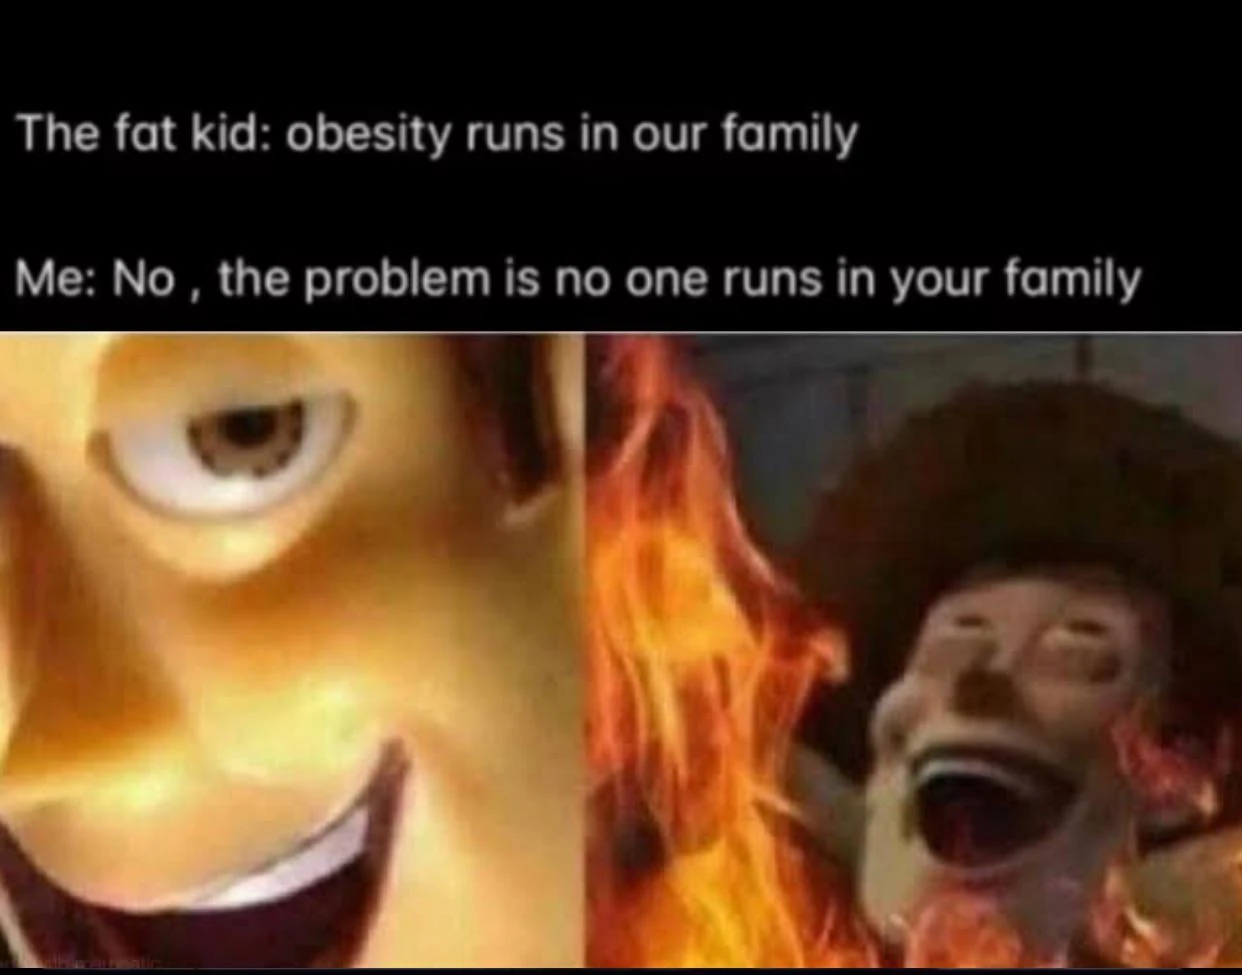 The fat kid: obesity runs in our family
Me: No , the problem is no one runs in your family